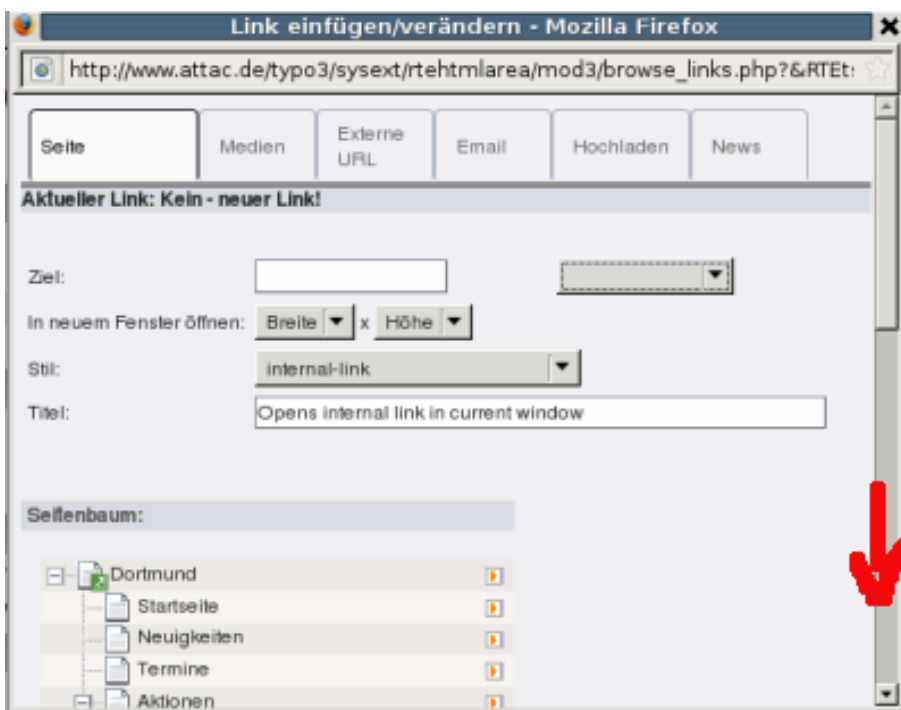 Link einfügen/verändern - Mozilla Firefox
http://www.attac.de/typo3/sysext/rtehtmlarea/mod3/browse_links.php?&RTEt:
Seite Medien Externe URL Email Hochladen News
Aktueller Link: Kein - neuer Link!
Ziel:
In neuem Fenster öffnen: Breite x Höhe
Stil: internal-link
Titel: Opens internal link in current window
Seitenbaum:
Dortmund
Startseite
Neuigkeiten
Termine
Aktionen